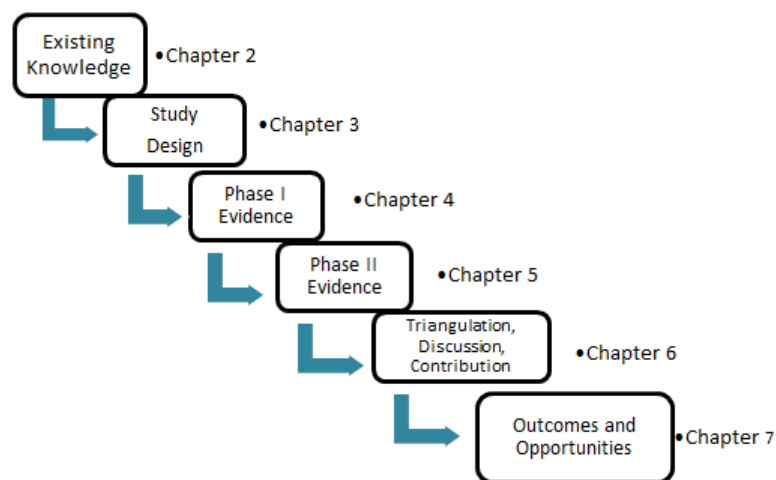 Existing
Knowledge
•Chapter 2
Study
Design
•Chapter 3
Phase I
Evidence
•Chapter 4
Phase II
Evidence
•Chapter 5
Triangulation,
Discussion,
Contribution
•Chapter 6
Outcomes and
Opportunities
•Chapter 7